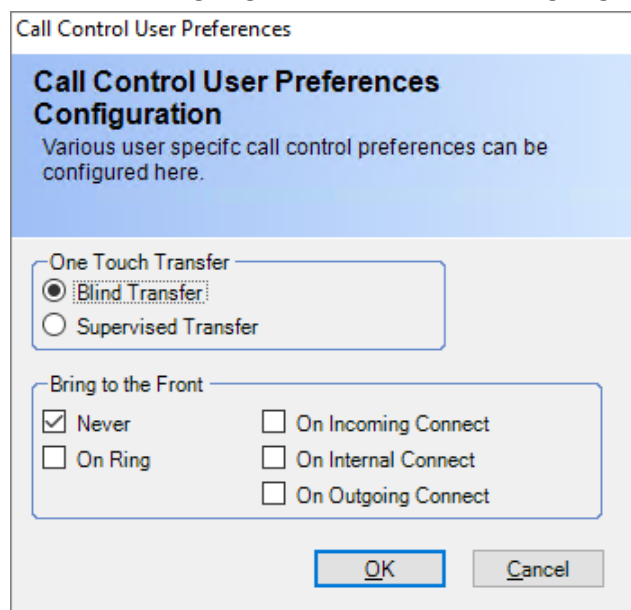 Call Control User Preferences
Call Control User Preferences
Configuration
Various user specifc call control preferences can be
configured here.
One Touch Transfer
Blind Transfer
Supervised Transfer
Bring to the Front
Never
On Incoming Connect
On Ring
On Internal Connect
On Outgoing Connect
OK
Cancel